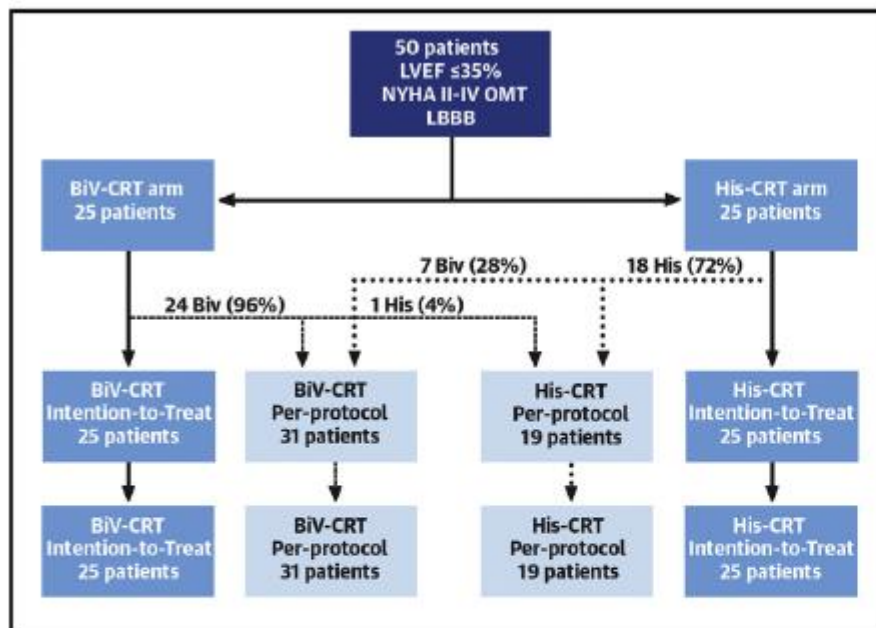 50 patients
LVEF ≤35%
NYHA II-IV OMT
LBBB
BiV-CRT arm
25 patients
His-CRT arm
25 patients
7 Biv (28%)
18 His (72%)
24 Biv (96%)
1 His (4%)
BiV-CRT
Intention-to-Treat
25 patients
BiV-CRT
Per-protocol
31 patients
His-CRT
Per-protocol
19 patients
His-CRT
Intention-to-Treat
25 patients
BiV-CRT
Intention-to-Treat
25 patients
BiV-CRT
Per-protocol
31 patients
His-CRT
Per-protocol
19 patients
His-CRT
Intention-to-Treat
25 patients